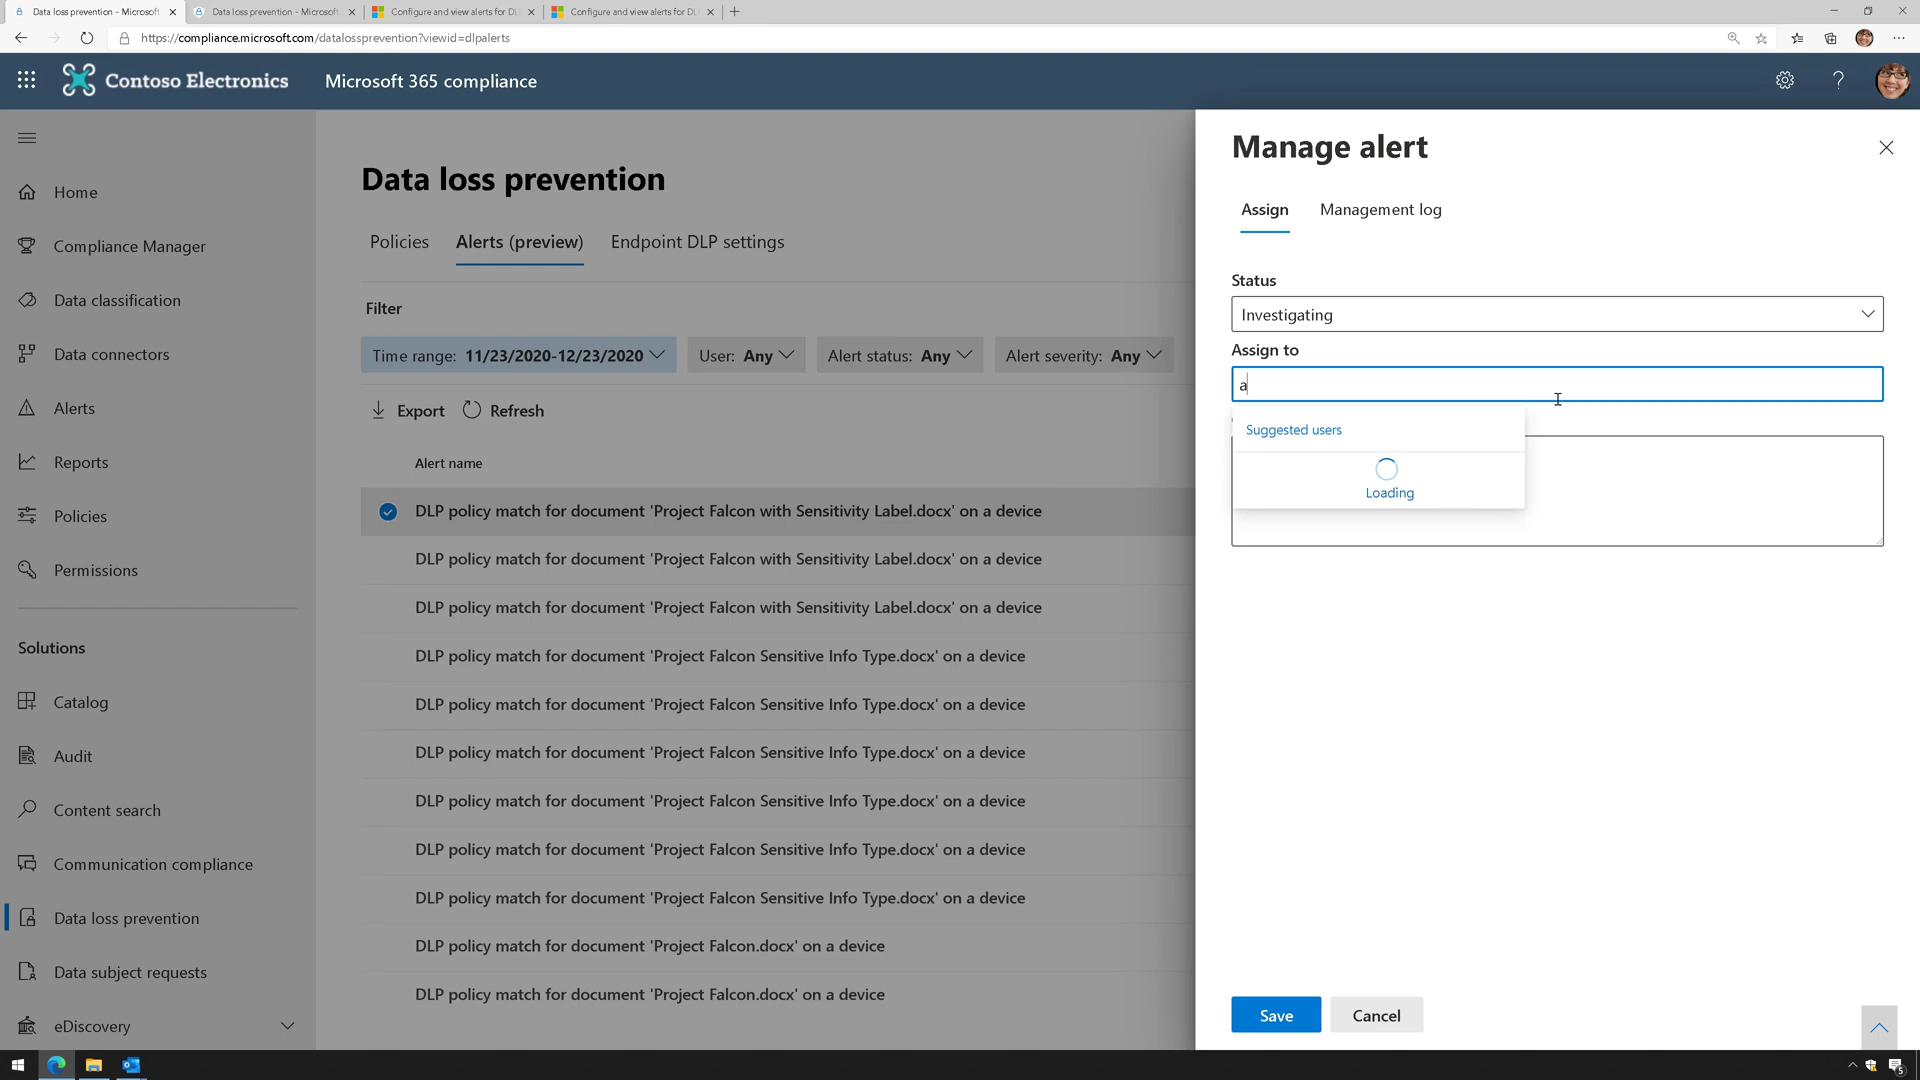 Data loss prevention - Microsoft
Data loss prevention - Microsoft
Configure and view alerts for DL
Configure and view alerts for DL
https://compliance.microsoft.com/datalossprevention?viewid=dlpalerts
Contoso Electronics
Microsoft 365 compliance
Home
Compliance Manager
Data classification
Data connectors
Alerts
Reports
Policies
Permissions
Solutions
Catalog
Audit
Content search
Communication compliance
Data loss prevention
Data subject requests
eDiscovery
Data loss prevention
Policies
Alerts (preview)
Endpoint DLP settings
Filter
Time range: 11/23/2020-12/23/2020
User: Any
Alert status: Any
Alert severity: Any
Export
Refresh
Alert name
DLP policy match for document 'Project Falcon with Sensitivity Label.docx' on a device
DLP policy match for document 'Project Falcon with Sensitivity Label.docx' on a device
DLP policy match for document 'Project Falcon with Sensitivity Label.docx' on a device
DLP policy match for document 'Project Falcon Sensitive Info Type.docx' on a device
DLP policy match for document 'Project Falcon Sensitive Info Type.docx' on a device
DLP policy match for document 'Project Falcon Sensitive Info Type.docx' on a device
DLP policy match for document 'Project Falcon Sensitive Info Type.docx' on a device
DLP policy match for document 'Project Falcon Sensitive Info Type.docx' on a device
DLP policy match for document 'Project Falcon Sensitive Info Type.docx' on a device
DLP policy match for document 'Project Falcon.docx' on a device
DLP policy match for document 'Project Falcon.docx' on a device
Manage alert
Assign
Management log
Status
Investigating
Assign to
a
Suggested users
Loading
Save
Cancel
5